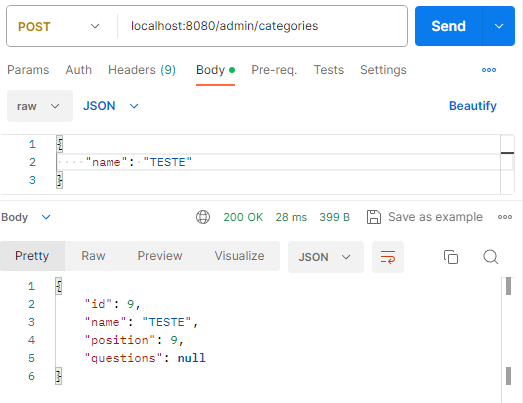 POST localhost:8080/admin/categories Send
Params Auth Headers (9) Body Pre-req. Tests Settings
raw JSON Beautify
1 {
2 "name": "TESTE"
3 }
Body 200 OK 28 ms 399 B Save as example
Pretty Raw Preview Visualize JSON
1 {
2 "id": 9,
3 "name": "TESTE",
4 "position": 9,
5 "questions": null
6 }